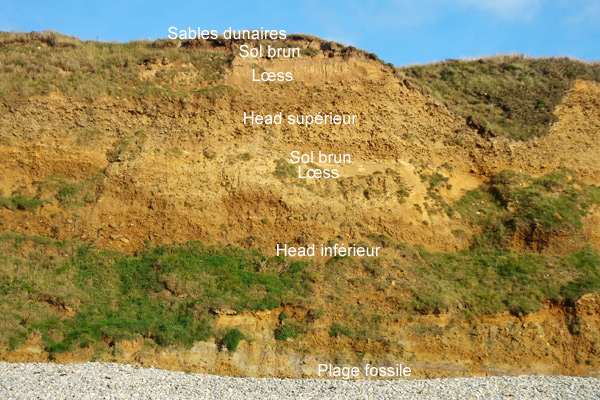 Sables dunaires
Sol brun
Lœss
Head supérieur
Sol brun
Lœss
Head inférieur
Plage fossile